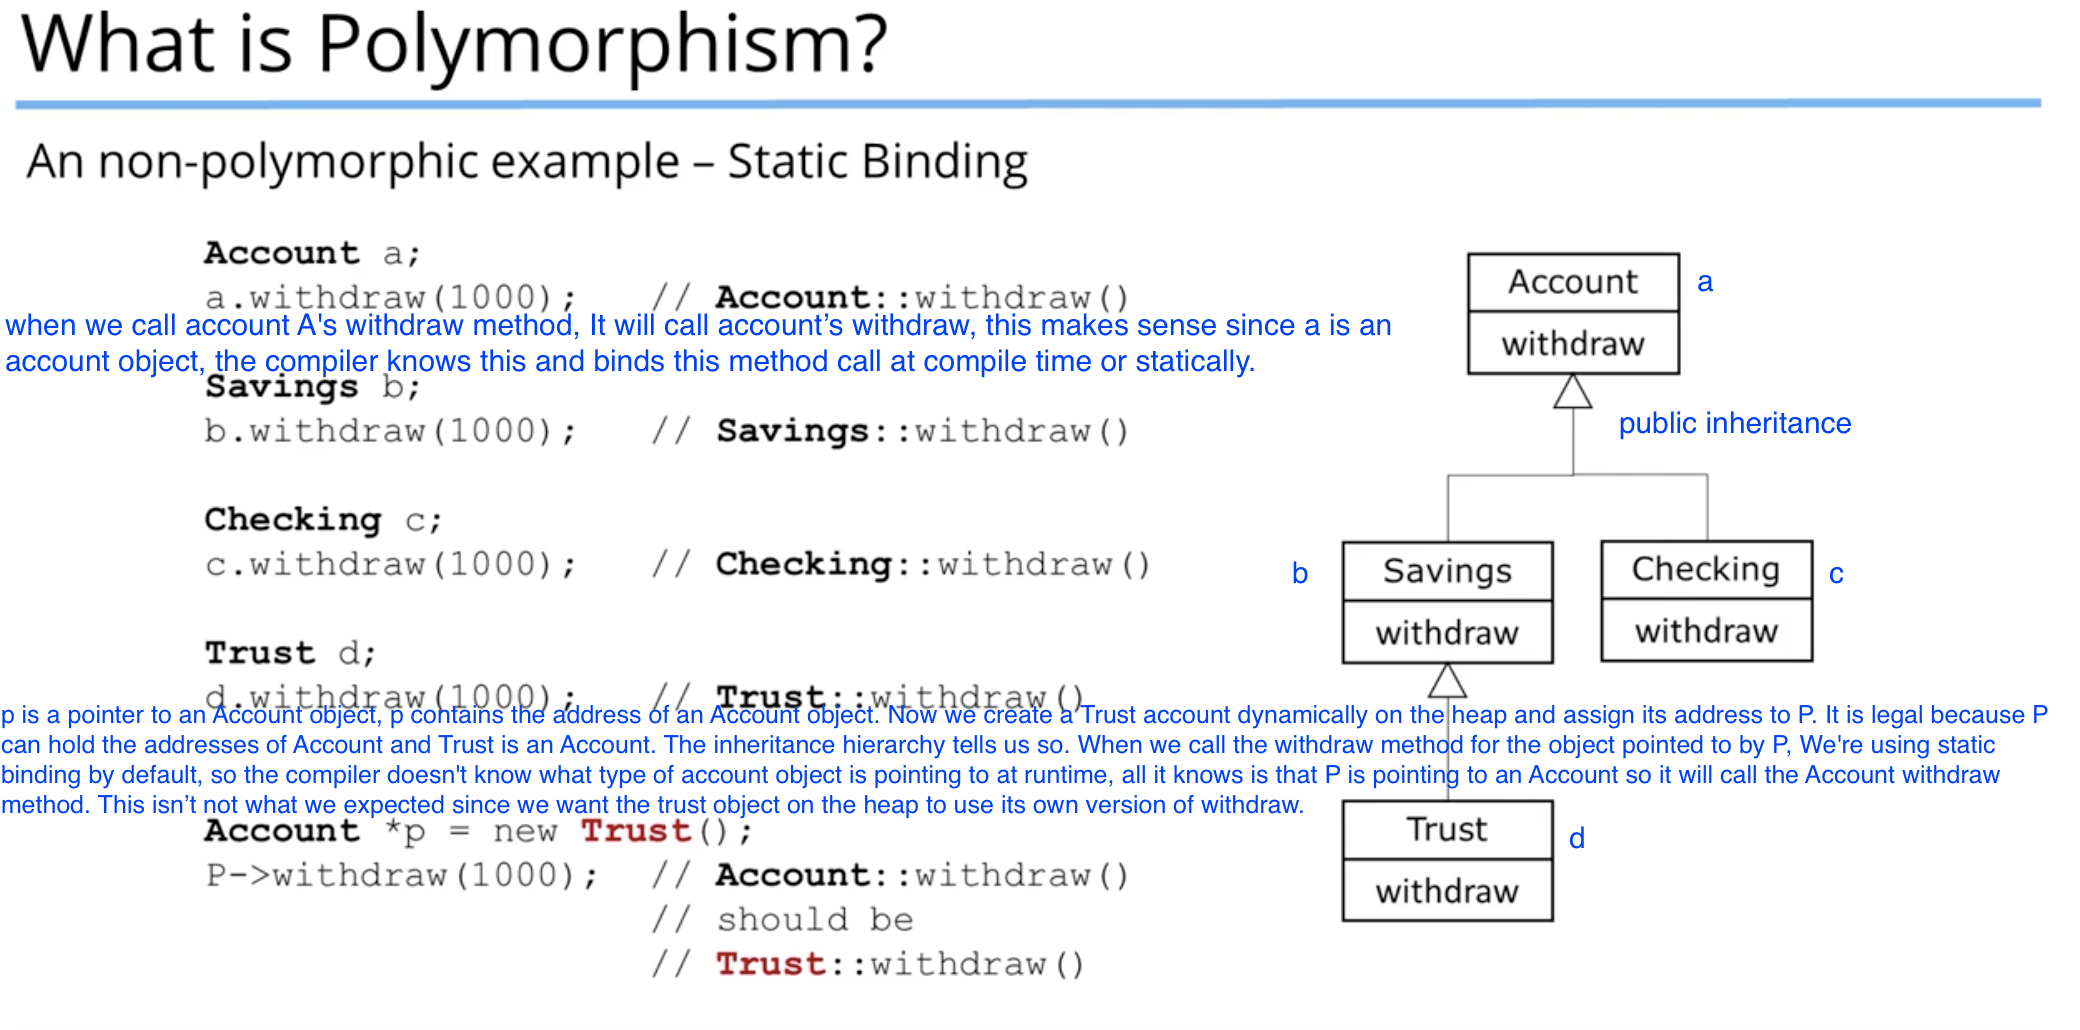 What is Polymorphism?
An non-polymorphic example – Static Binding
Account a;
a.withdraw(1000);   // Account::withdraw()
when we call account A's withdraw method, It will call account’s withdraw, this makes sense since a is an
account object, the compiler knows this and binds this method call at compile time or statically.
Savings b;
b.withdraw(1000);   // Savings::withdraw()
Checking c;
c.withdraw(1000);   // Checking::withdraw()
Trust d;
d.withdraw(1000);   // Trust::withdraw()
p is a pointer to an Account object, p contains the address of an Account object. Now we create a Trust account dynamically on the heap and assign its address to P. It is legal because P
can hold the addresses of Account and Trust is an Account. The inheritance hierarchy tells us so. When we call the withdraw method for the object pointed to by P, We're using static
binding by default, so the compiler doesn't know what type of account object is pointing to at runtime, all it knows is that P is pointing to an Account so it will call the Account withdraw
method. This isn’t not what we expected since we want the trust object on the heap to use its own version of withdraw.
Account *p = new Trust();
P->withdraw(1000);   // Account::withdraw()
// should be
// Trust::withdraw()
Account
a
withdraw
public inheritance
b
Savings
withdraw
Checking
c
withdraw
Trust
d
withdraw